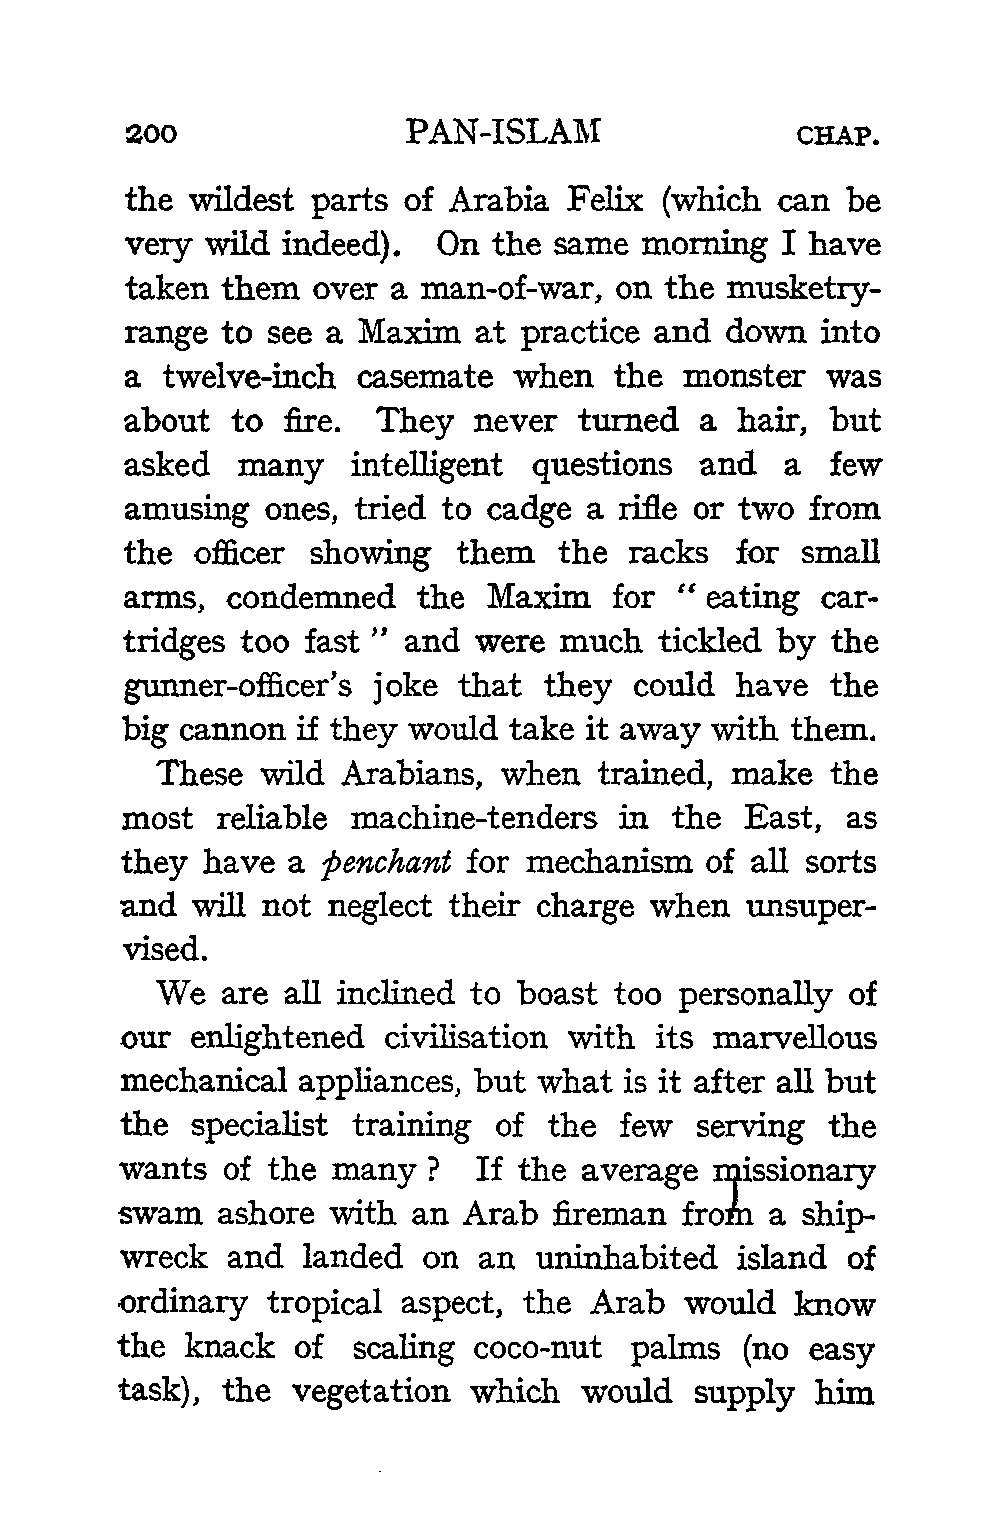 200 PAN-ISLAM CHAP.
the wildest parts of Arabia Felix (which can be
very wild indeed). On the same morning I have
taken them over a man-of-war, on the musketry-
range to see a Maxim at practice and down into
a twelve-inch casemate when the monster was
about to fire. They never turned a hair, but
asked many intelligent questions and a few
amusing ones, tried to cadge a rifle or two from
the officer showing them the racks for small
arms, condemned the Maxim for “ eating car-
tridges too fast ” and were much tickled by the
gunner-officer’s joke that they could have the
big cannon if they would take it away with them.
These wild Arabians, when trained, make the
most reliable machine-tenders in the East, as
they have a penchant for mechanism of all sorts
and will not neglect their charge when unsuper-
vised.
We are all inclined to boast too personally of
our enlightened civilisation with its marvellous
mechanical appliances, but what is it after all but
the specialist training of the few serving the
wants of the many ? If the average missionary
swam ashore with an Arab fireman from a ship-
wreck and landed on an uninhabited island of
ordinary tropical aspect, the Arab would know
the knack of scaling coco-nut palms (no easy
task), the vegetation which would supply him